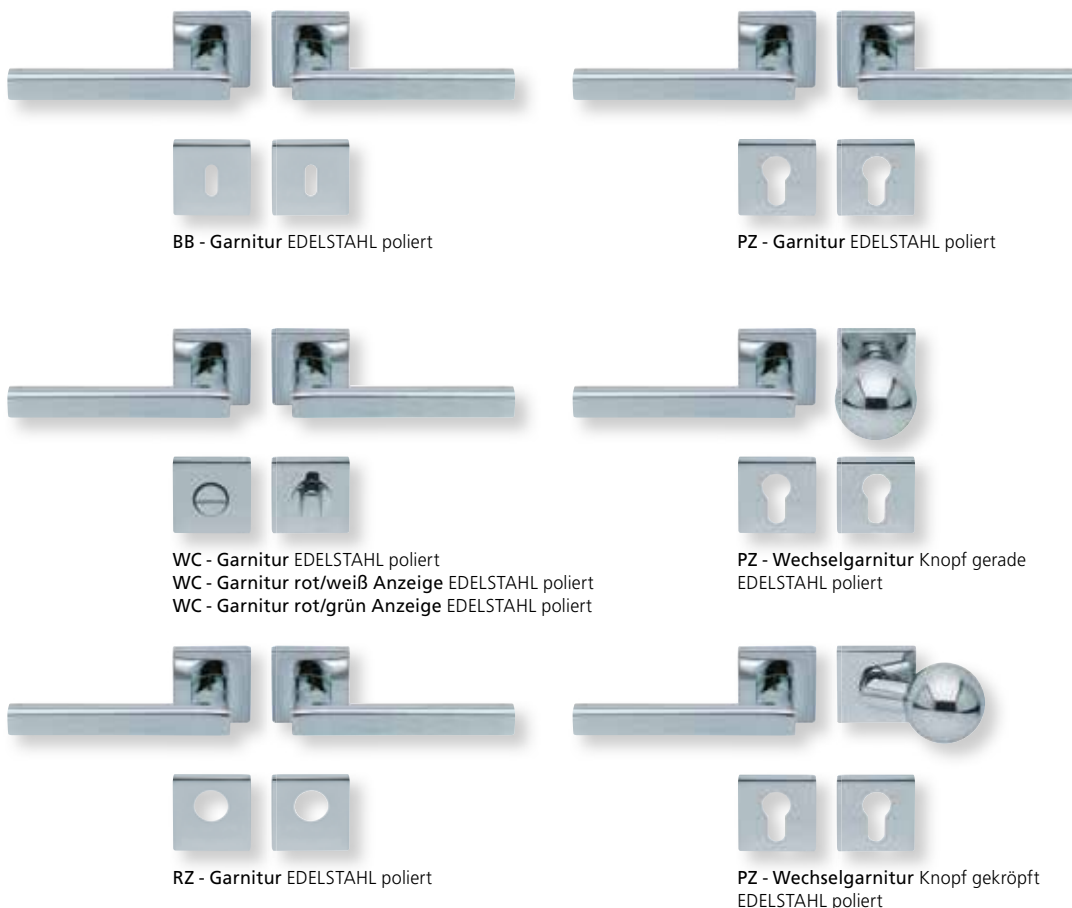 BB - Garnitur EDELSTAHL poliert
PZ - Garnitur EDELSTAHL poliert
WC - Garnitur EDELSTAHL poliert
WC - Garnitur rot/weiß Anzeige EDELSTAHL poliert
WC - Garnitur rot/grün Anzeige EDELSTAHL poliert
PZ - Wechselgarnitur Knopf gerade
EDELSTAHL poliert
RZ - Garnitur EDELSTAHL poliert
PZ - Wechselgarnitur Knopf gekröpft
EDELSTAHL poliert